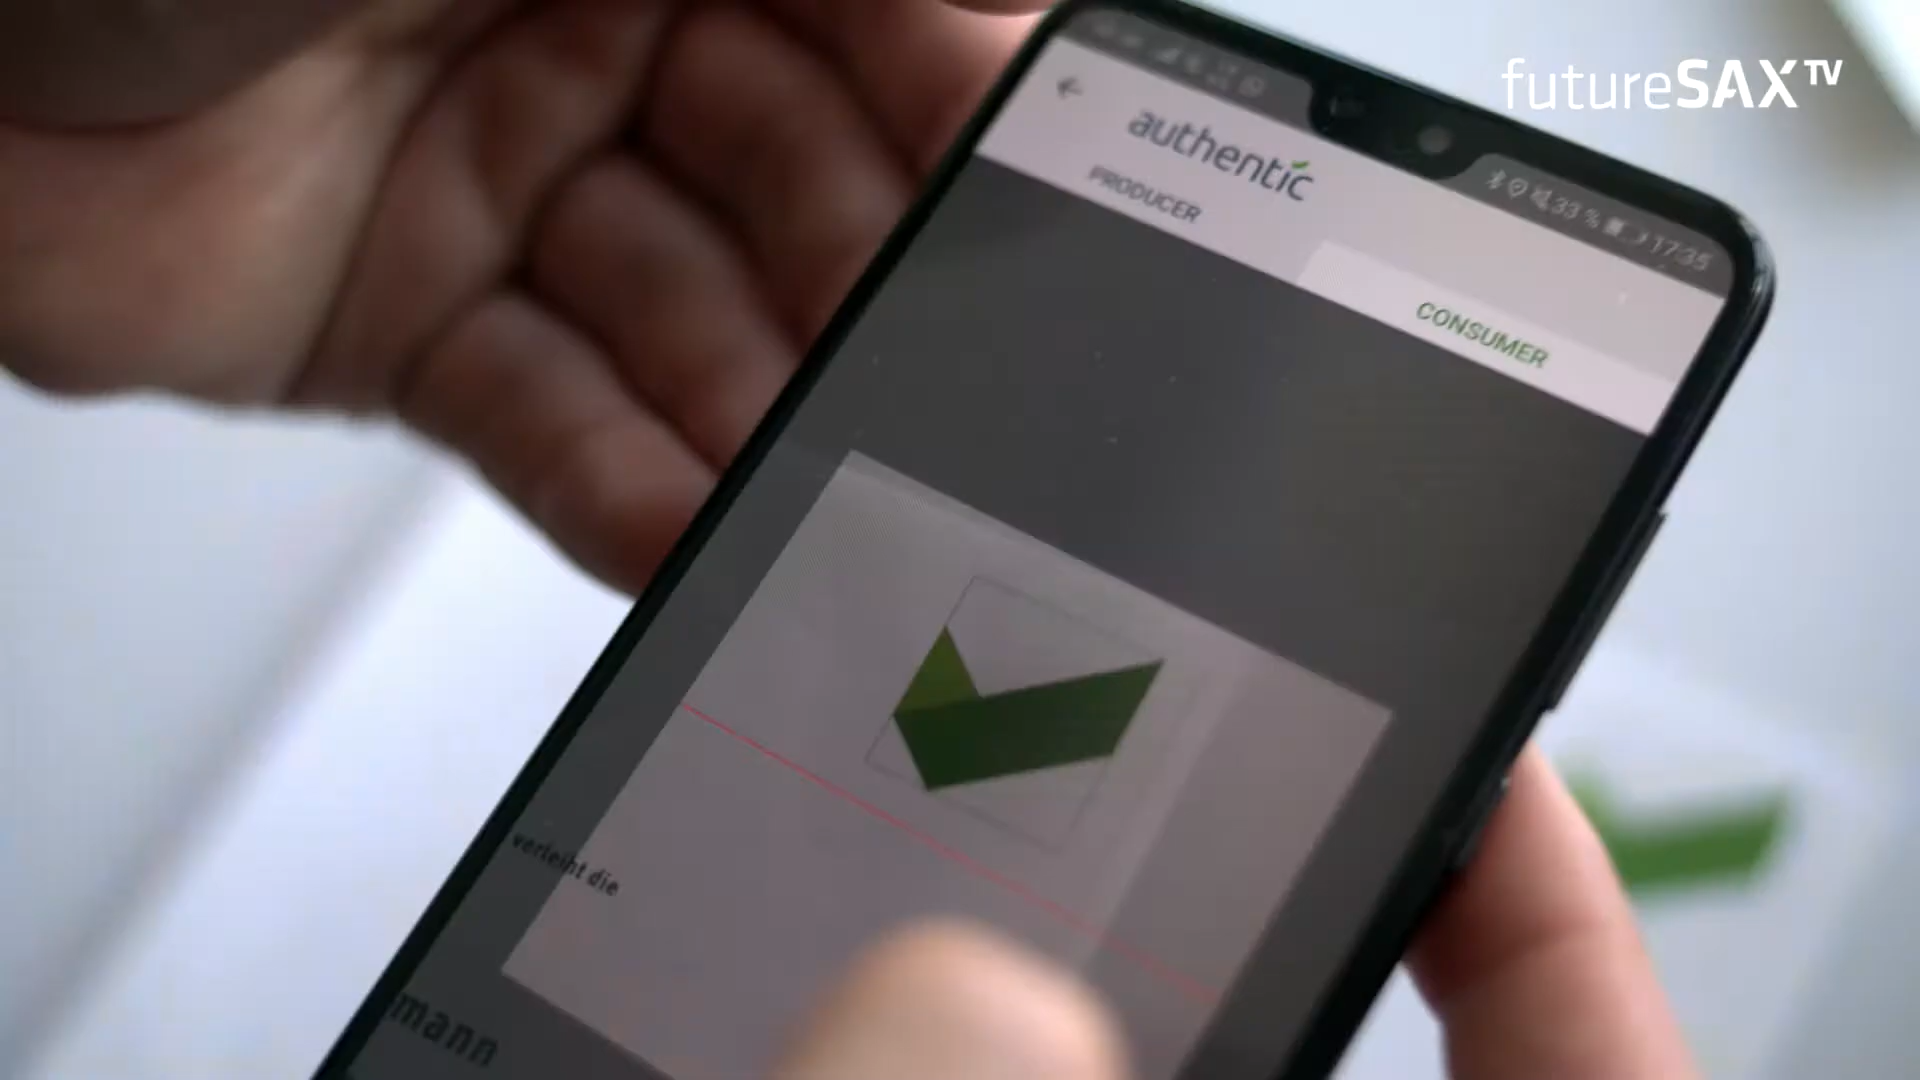 futureSAX TV
authentic
PRODUCER
CONSUMER
33 %
17:35
verleiht die
mann